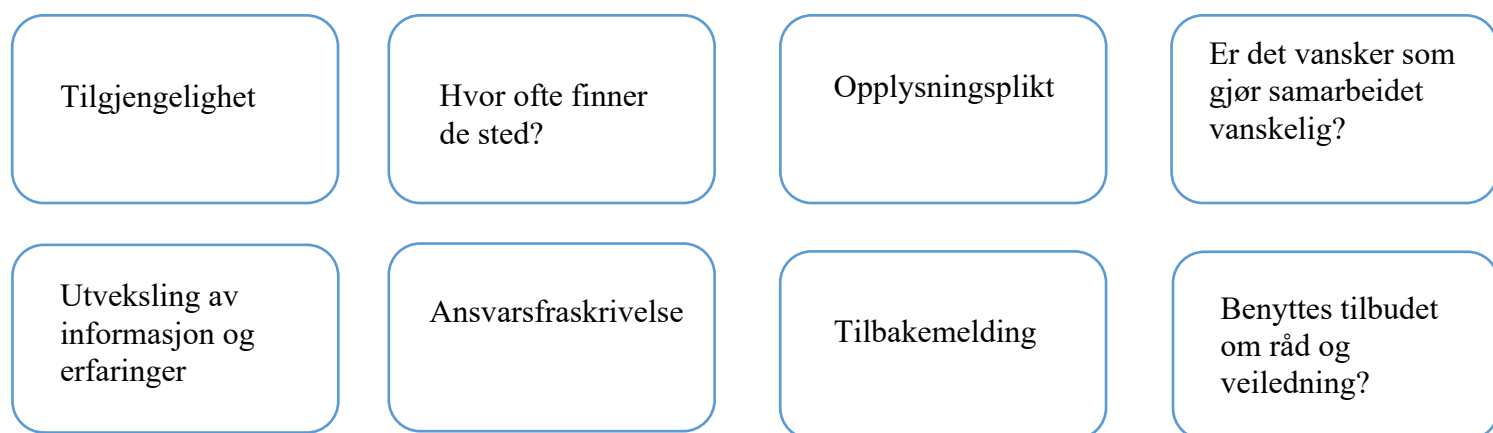 Tilgjengelighet
Hvor ofte finner
de sted?
Opplysningsplikt
Er det vansker som
gjør samarbeidet
vanskelig?
Utveksling av
informasjon og
erfaringer
Ansvarsfraskrivelse
Tilbakemelding
Benyttes tilbudet
om råd og
veiledning?